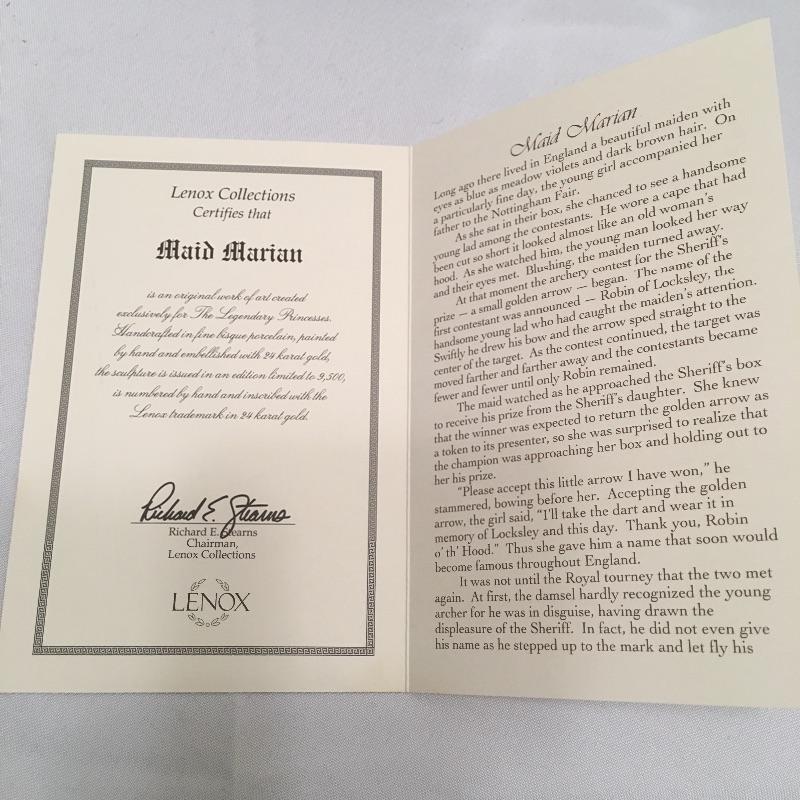 Lenox Collections
Certifies that
Maid Marian
is an original work of art created
exclusively for The Legendary Princesses.
Handcrafted in fine bisque porcelain, painted
by hand and embellished with 24 karat gold,
the sculpture is issued in an edition limited to 9,500,
is numbered by hand and inscribed with the
Lenox trademark in 24 karat gold.
Richard E. Stearns
Richard E. Stearns
Chairman,
Lenox Collections
LENOX
Maid Marian
Long ago there lived in England a beautiful maiden with
eyes as blue as meadow violets and dark brown hair. On
a particularly fine day, the young girl accompanied her
father to the Nottingham Fair.
As she sat in their box, she chanced to see a handsome
young lad among the contestants. He wore a cape that had
been cut so short it looked almost like an old woman's
hood. As she watched him, the young man looked her way
and their eyes met. Blushing, the maiden turned away.
At that moment the archery contest for the Sheriff's
prize — a small golden arrow — began. The name of the
first contestant was announced — Robin of Locksley, the
handsome young lad who had caught the maiden's attention.
Swiftly he drew his bow and the arrow sped straight to the
center of the target. As the contest continued, the target was
moved farther and farther away and the contestants became
fewer and fewer until only Robin remained.
The maid watched as he approached the Sheriff's box
to receive his prize from the Sheriff's daughter. She knew
that the winner was expected to return the golden arrow as
a token to its presenter, so she was surprised to realize that
the champion was approaching her box and holding out to
her his prize.
"Please accept this little arrow I have won," he
stammered, bowing before her. Accepting the golden
arrow, the girl said, "I'll take the dart and wear it in
memory of Locksley and this day. Thank you, Robin
o' th' Hood." Thus she gave him a name that soon would
become famous throughout England.
It was not until the Royal tourney that the two met
again. At first, the damsel hardly recognized the young
archer for he was in disguise, having drawn the
displeasure of the Sheriff. In fact, he did not even give
his name as he stepped up to the mark and let fly his